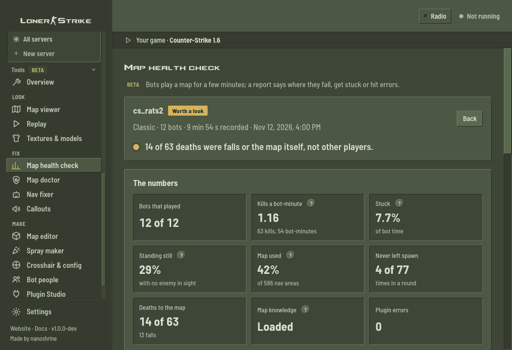 LONER STRIKE
All servers
+ New server
Tools BETA
Overview
LOOK
Map viewer
Replay
Textures & models
FIX
Map health check
Map doctor
Nav fixer
Callouts
MAKE
Map editor
Spray maker
Crosshair & config
Bot people
Plugin Studio
Settings
Website · Docs · v1.0.0-dev
Made by nanoshrine
Radio
Not running
Your game · Counter-Strike 1.6
MAP HEALTH CHECK
BETA Bots play a map for a few minutes; a report says where they fall, get stuck or hit errors.
cs_rats2 Worth a look
Classic · 12 bots · 9 min 54 s recorded · Nov 12, 2026, 4:00 PM
Back
14 of 63 deaths were falls or the map itself, not other players.
The numbers
Bots that played
12 of 12
Kills a bot-minute ?
1.16
63 kills, 54 bot-minutes
Stuck ?
7.7%
of bot time
Standing still ?
29%
with no enemy in sight
Map used ?
42%
of 586 nav areas
Never left spawn
4 of 77
times in a round
Deaths to the map
14 of 63
13 falls
Map knowledge ?
Loaded
Plugin errors
0